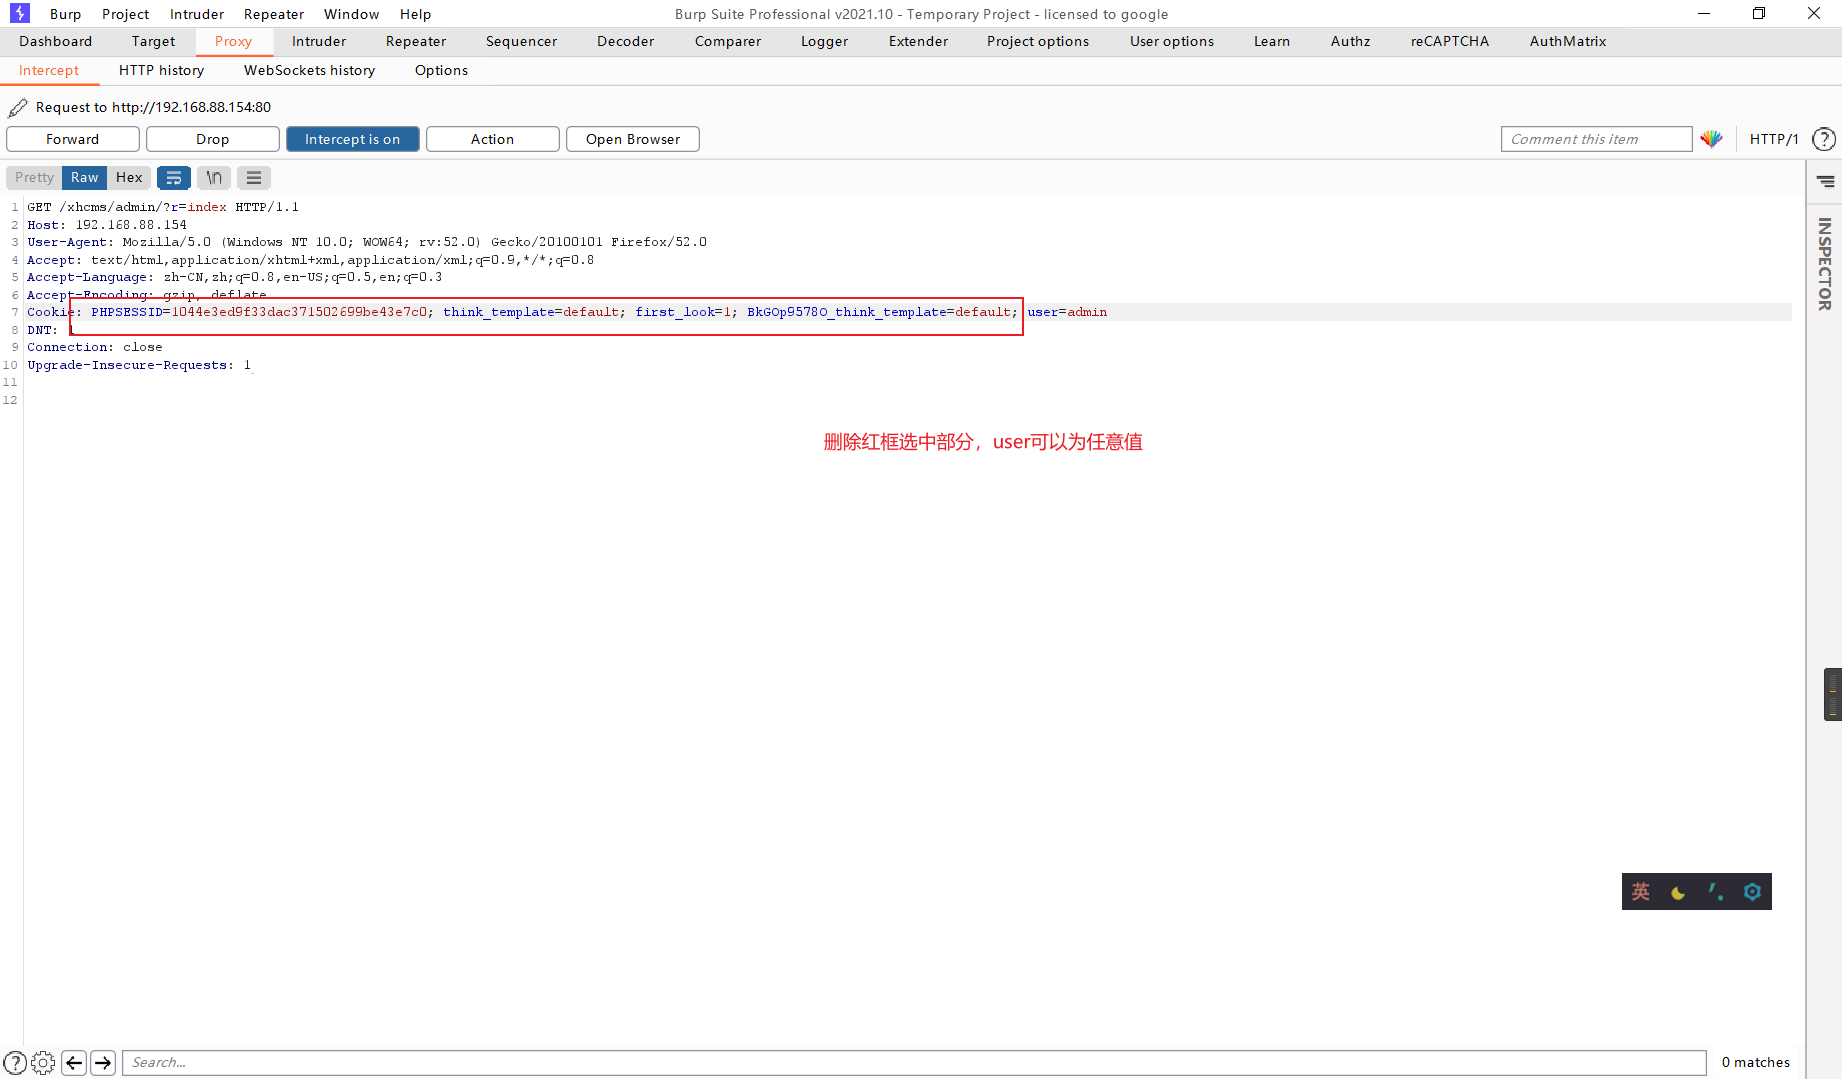 Burp Project Intruder Repeater Window Help
Burp Suite Professional v2021.10 - Temporary Project - licensed to google
Dashboard Target Proxy Intruder Repeater Sequencer Decoder Comparer Logger Extender Project options User options Learn Authz reCAPTCHA AuthMatrix
Intercept HTTP history WebSockets history Options
Request to http://192.168.88.154:80
Forward Drop Intercept is on Action Open Browser Comment this item HTTP/1 ?
Pretty Raw Hex \n
INSPECTOR
1 GET /xhcms/admin/?r=index HTTP/1.1
2 Host: 192.168.88.154
3 User-Agent: Mozilla/5.0 (Windows NT 10.0; WOW64; rv:52.0) Gecko/20100101 Firefox/52.0
4 Accept: text/html,application/xhtml+xml,application/xml;q=0.9,*/*;q=0.8
5 Accept-Language: zh-CN,zh;q=0.8,en-US;q=0.5,en;q=0.3
6 Accept-Encoding: gzip, deflate
7 Cookie: PHPSESSID=1044e3ed9f33dac371502699be43e7c0; think_template=default; first_look=1; BkGOp9578O_think_template=default; user=admin
8 DNT: 1
9 Connection: close
10 Upgrade-Insecure-Requests: 1
11
12
删除红框选中部分，user可以为任意值
英
? Search... 0 matches